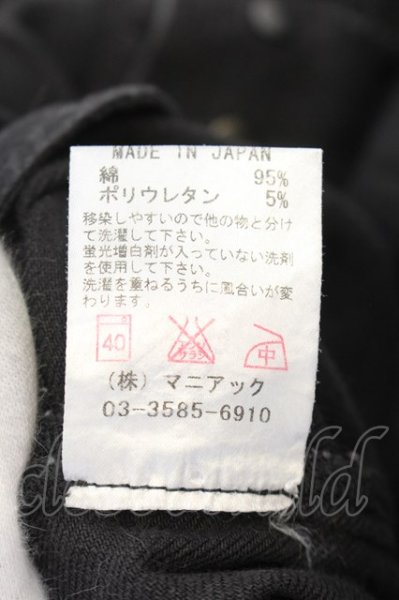 MADE IN JAPAN
綿 95%
ポリウレタン 5%
移染しやすいので他の物と分け
て洗濯して下さい。
蛍光増白剤が入っていない洗剤
を使用して下さい。
洗濯を重ねるうちに風合いが変
わります。
40 中
(株) マニアック
03-3585-6910